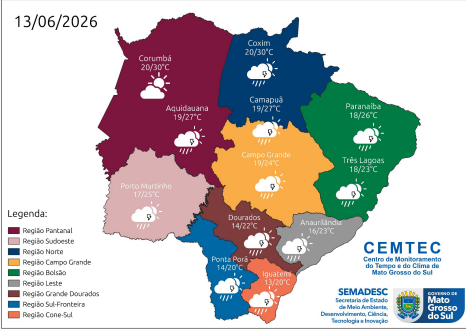 13/06/2026
Coxim
20/30°C
Corumbá
20/30°C
Camapuã
19/27°C
Aquidauana
19/27°C
Paranaíba
18/26°C
Campo Grande
19/24°C
Três Lagoas
18/23°C
Porto Murtinho
17/25°C
Dourados
14/22°C
Anaurilândia
16/23°C
Ponta Porã
14/20°C
Iguatemi
13/20°C
Legenda:
Região Pantanal
Região Sudoeste
Região Norte
Região Campo Grande
Região Bolsão
Região Leste
Região Grande Dourados
Região Sul-Fronteira
Região Cone-Sul
CEMTEC
Centro de Monitoramento
do Tempo e do Clima de
Mato Grosso do Sul
SEMADESC
Secretaria de Estado
de Meio Ambiente,
Desenvolvimento, Ciência,
Tecnologia e Inovação
GOVERNO DE
Mato
Grosso
do Sul